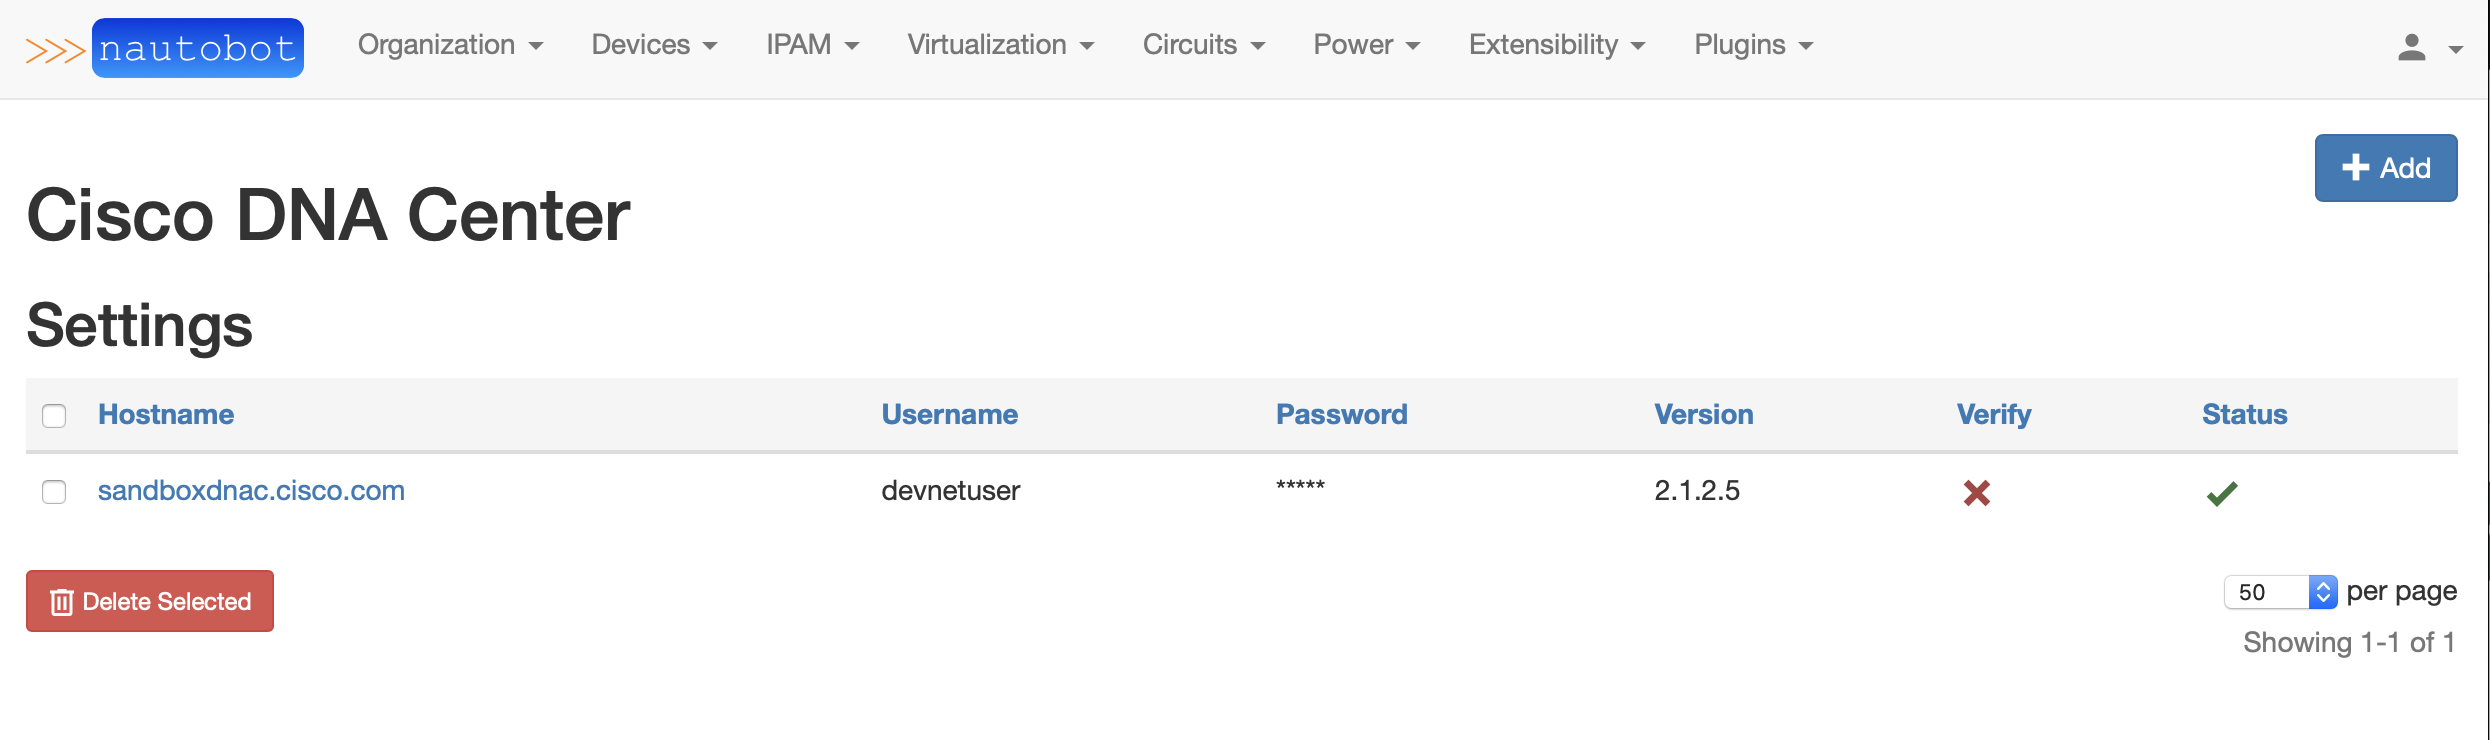 >>> nautobot Organization Devices IPAM Virtualization Circuits Power Extensibility Plugins
Add
Cisco DNA Center
Settings
Hostname Username Password Version Verify Status
sandboxdnac.cisco.com devnetuser ***** 2.1.2.5
Delete Selected
50 per page
Showing 1-1 of 1